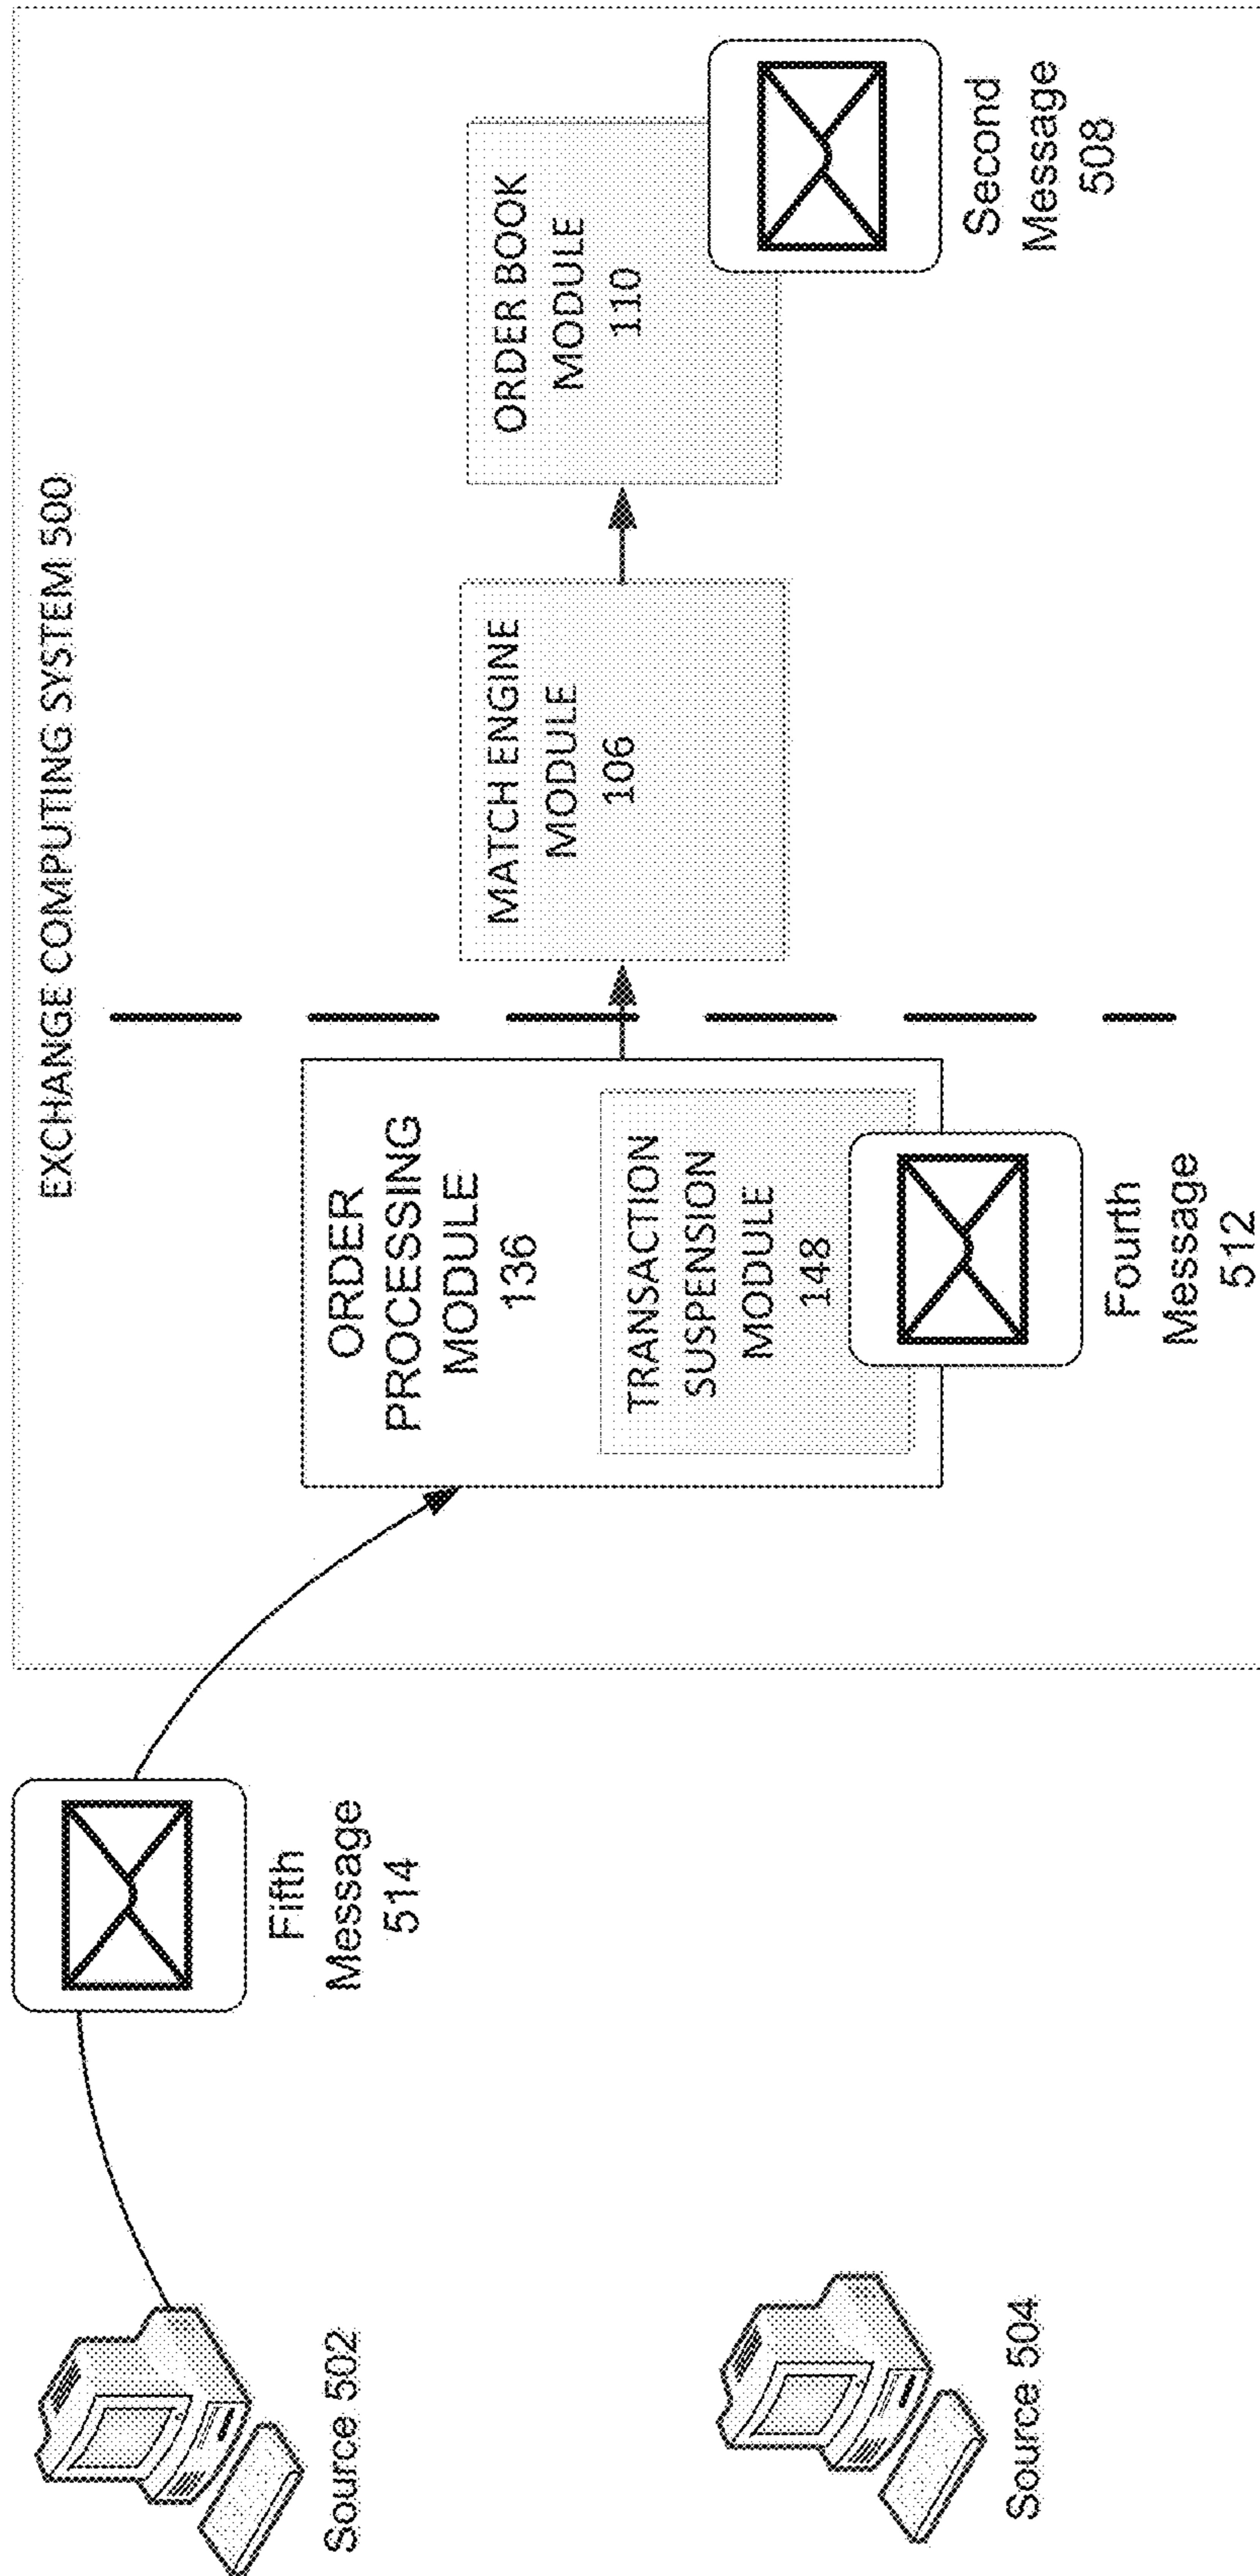 EXCHANGE COMPUTING SYSTEM 500
Source 502
Fifth
Message
514
ORDER
PROCESSING
MODULE
136
TRANSACTION
SUSPENSION
MODULE
148
Fourth
Message
512
MATCH ENGINE
MODULE
106
ORDER BOOK
MODULE
110
Second
Message
508
Source 504